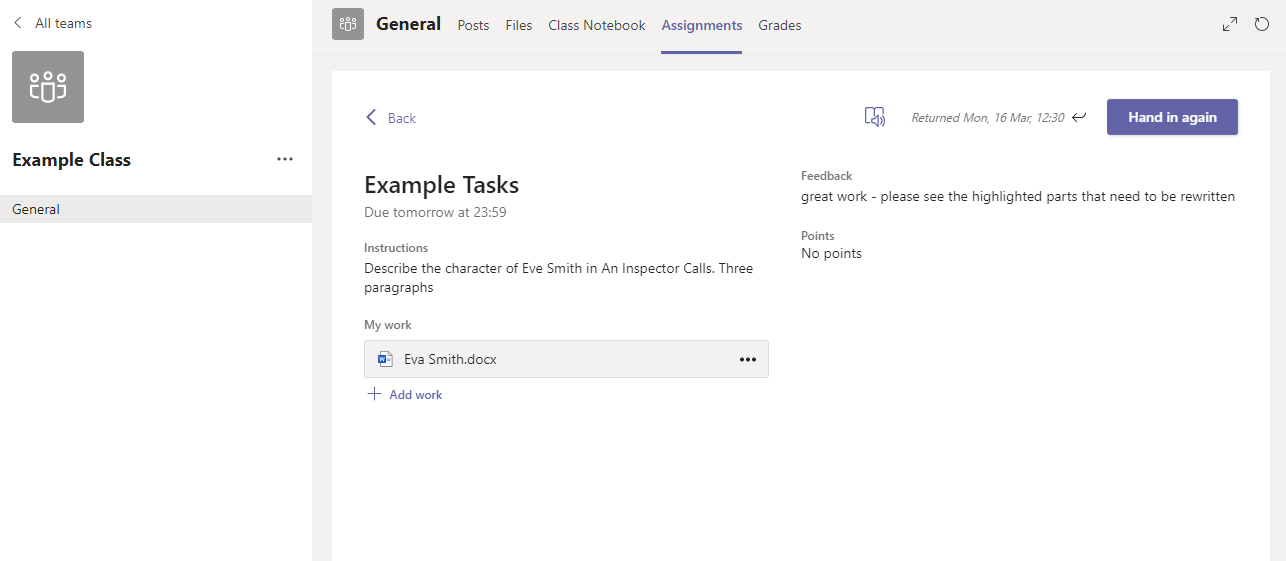 All teams
Example Class
General
General Posts Files Class Notebook Assignments Grades
Back
Returned Mon, 16 Mar, 12:30
Hand in again
Example Tasks
Due tomorrow at 23:59
Instructions
Describe the character of Eve Smith in An Inspector Calls. Three
paragraphs
My work
Eva Smith.docx
Add work
Feedback
great work - please see the highlighted parts that need to be rewritten
Points
No points